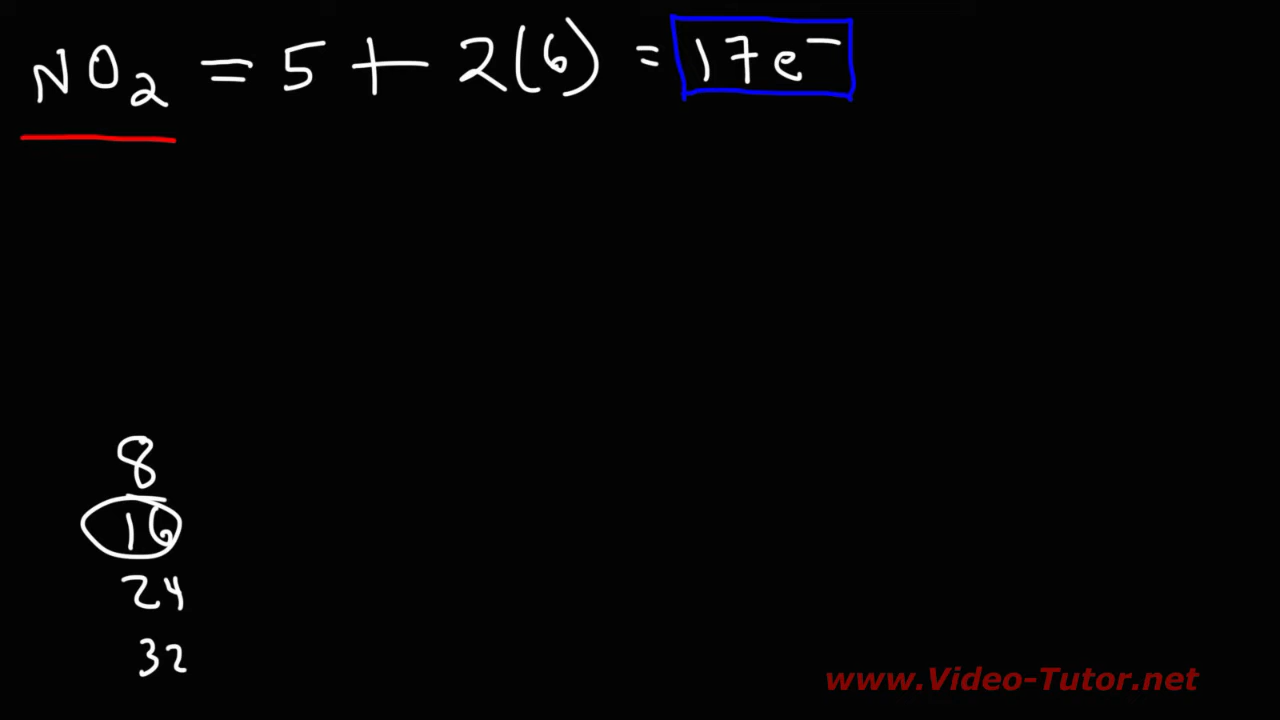 NO₂ = 5 + 2(6) = 17e⁻
8
16
24
32
www.Video-Tutor.net